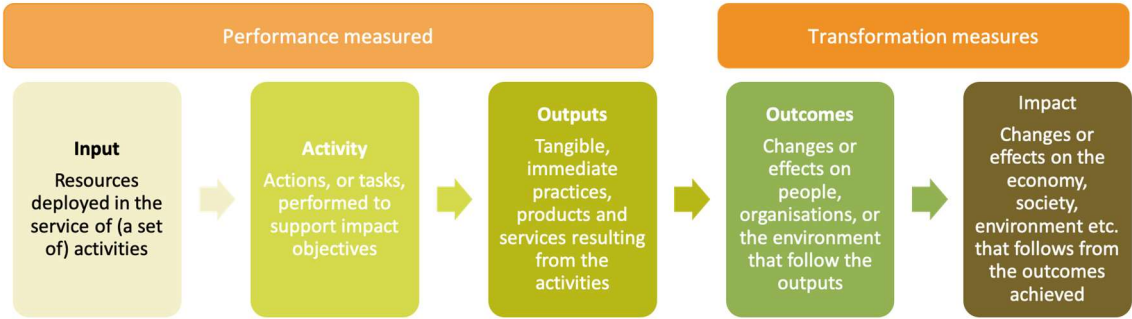 Performance measured
Transformation measures
Input
Resources
deployed in the
service of (a set
of) activities
Activity
Actions, or tasks,
performed to
support impact
objectives
Outputs
Tangible,
immediate
practices,
products and
services resulting
from the
activities
Outcomes
Changes or
effects on
people,
organisations, or
the environment
that follow the
outputs
Impact
Changes or
effects on the
economy,
society,
environment etc.
that follows from
the outcomes
achieved